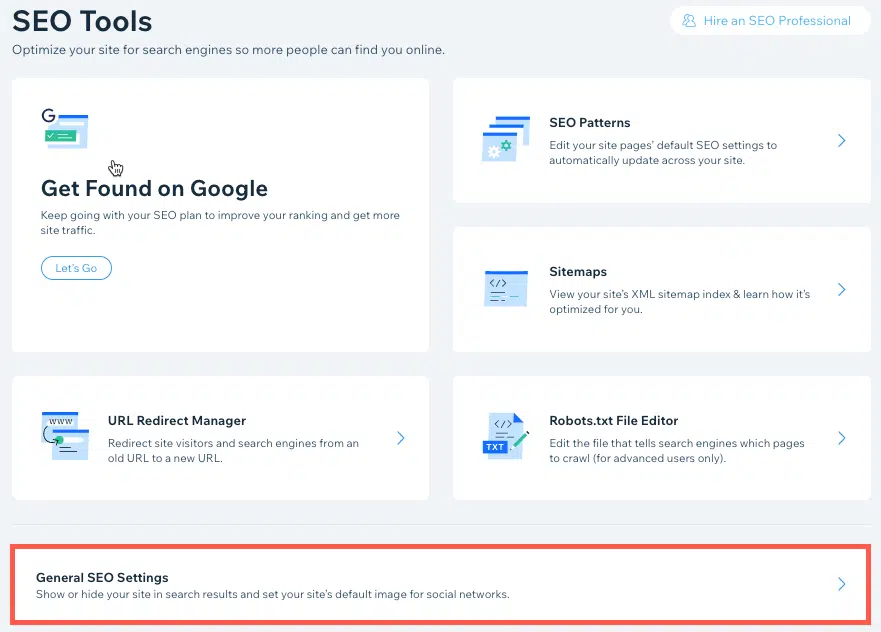 SEO Tools
Hire an SEO Professional
Optimize your site for search engines so more people can find you online.
G
Get Found on Google
Keep going with your SEO plan to improve your ranking and get more
site traffic.
Let's Go
SEO Patterns
Edit your site pages' default SEO settings to
automatically update across your site.
</>
Sitemaps
View your site's XML sitemap index & learn how it's
optimized for you.
WWW
URL Redirect Manager
Redirect site visitors and search engines from an
old URL to a new URL.
</>
TXT
Robots.txt File Editor
Edit the file that tells search engines which pages
to crawl (for advanced users only).
General SEO Settings
Show or hide your site in search results and set your site's default image for social networks.